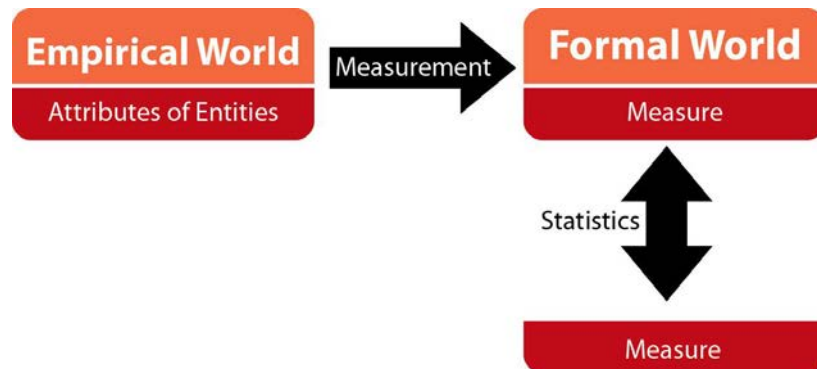 Empirical World
Attributes of Entities
Measurement
Formal World
Measure
Statistics
Measure